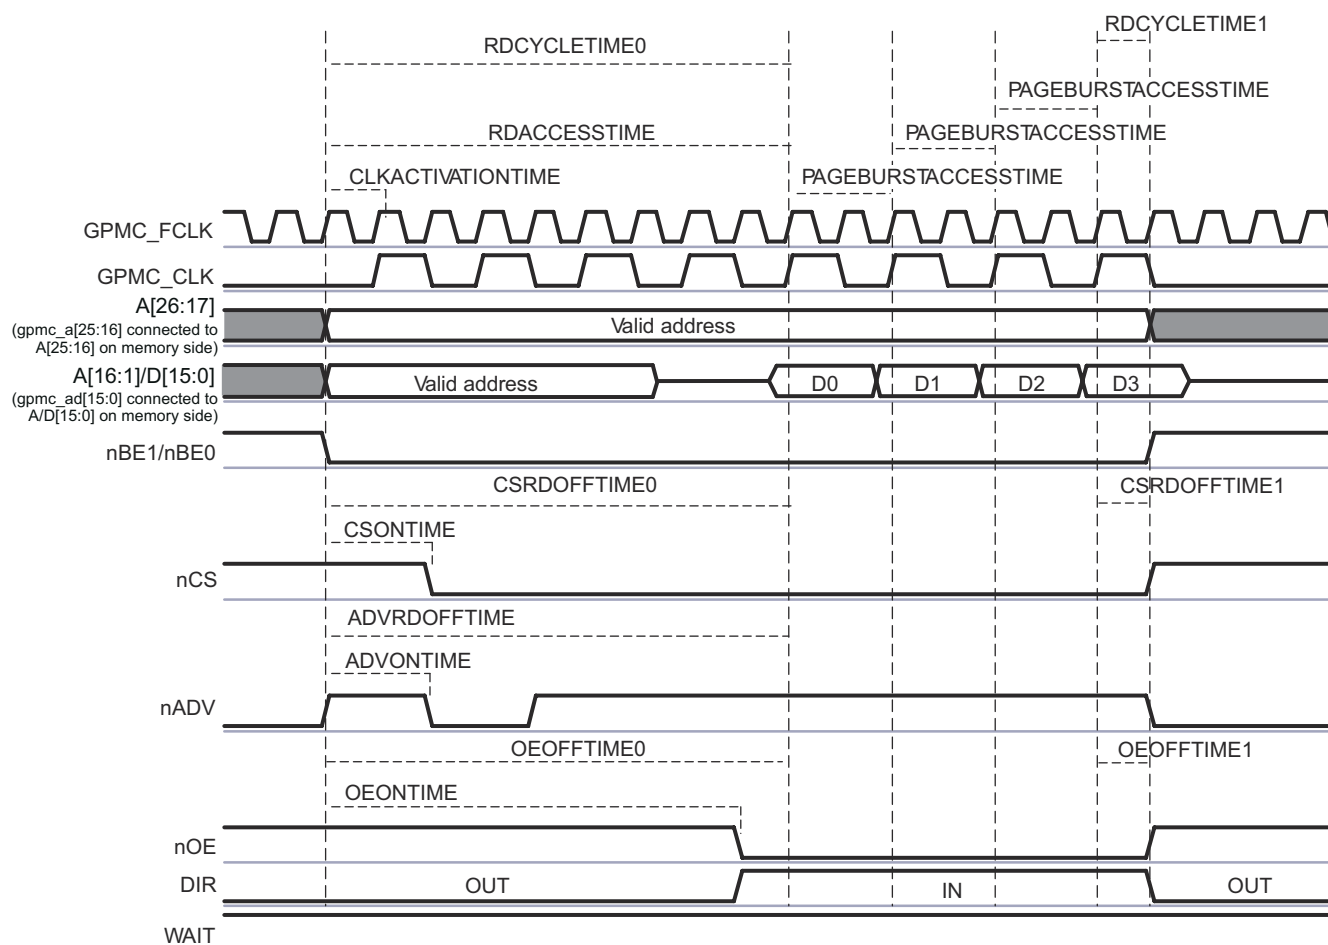 RDCYCLETIME1
RDCYCLETIME0
PAGEBURSTACCESSTIME
RDACCESSTIME
PAGEBURSTACCESSTIME
CLKACTIVATIONTIME
PAGEBURSTACCESSTIME
GPMC_FCLK
GPMC_CLK
A[26:17]
(gpmc_a[25:16] connected to
A[25:16] on memory side)
Valid address
A[16:1]/D[15:0]
(gpmc_ad[15:0] connected to
A/D[15:0] on memory side)
Valid address
D0
D1
D2
D3
nBE1/nBE0
CSRDOFFTIME0
CSRDOFFTIME1
CSONTIME
nCS
ADVRDOFFTIME
ADVONTIME
nADV
OEOFFTIME0
OEOFFTIME1
OEONTIME
nOE
DIR
OUT
IN
OUT
WAIT